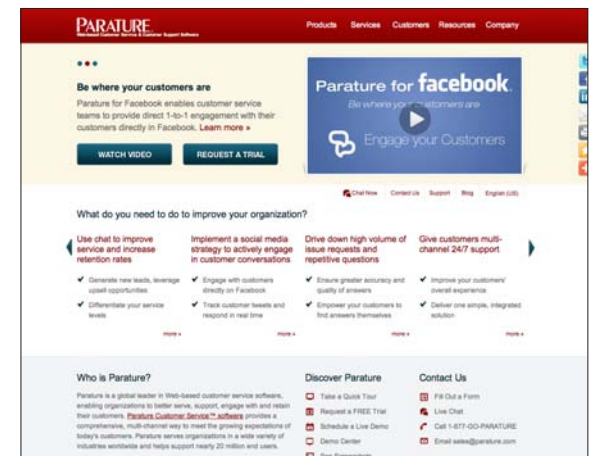 PARATURE
Web-based Customer Service & Customer Support Software
Products Services Customers Resources Company
Be where your customers are
Parature for Facebook enables customer service
teams to provide direct 1-to-1 engagement with their
customers directly in Facebook. Learn more »
WATCH VIDEO REQUEST A TRIAL
Parature for facebook.
Be where your customers are
Engage your Customers
Chat Now Contact Us Support Blog English (US)
What do you need to do to improve your organization?
Use chat to improve
service and increase
retention rates
Generate new leads, leverage
upsell opportunities
Differentiate your service
levels
more »
Implement a social media
strategy to actively engage
in customer conversations
Engage with customers
directly on Facebook
Track customer tweets and
respond in real time
more »
Drive down high volume of
issue requests and
repetitive questions
Ensure greater accuracy and
quality of answers
Empower your customers to
find answers themselves
more »
Give customers multi-
channel 24/7 support
Improve your customers'
overall experience
Deliver one simple, integrated
solution
more »
Who is Parature?
Parature is a global leader in Web-based customer service software,
enabling organizations to better serve, support, engage with and retain
their customers. Parature Customer Service™ software provides a
comprehensive, multi-channel way to meet the growing expectations of
today's customers. Parature serves organizations in a wide variety of
industries worldwide and helps support nearly 20 million end users.
Discover Parature
Take a Quick Tour
Request a FREE Trial
Schedule a Live Demo
Demo Center
See Screenshots
Contact Us
Fill Out a Form
Live Chat
Call 1-877-GO-PARATURE
Email sales@parature.com